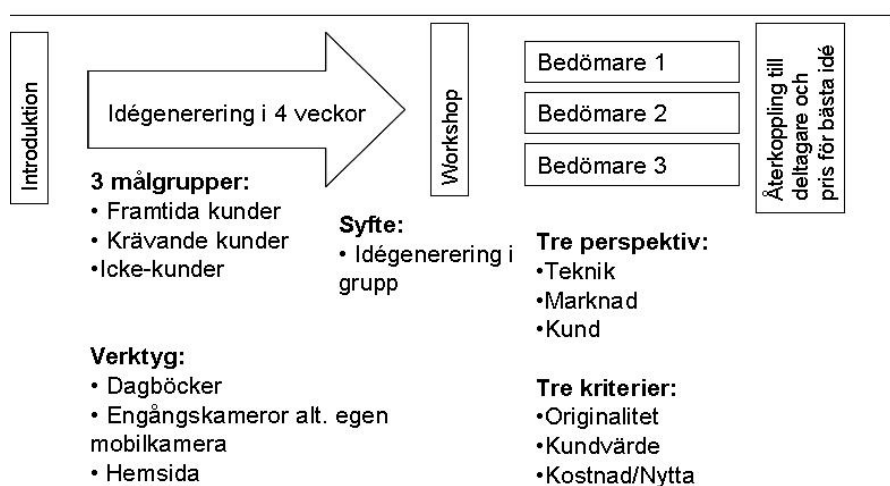 Introduktion
Idégenerering i 4 veckor
3 målgrupper:
• Framtida kunder
• Krävande kunder
•Icke-kunder
Verktyg:
• Dagböcker
• Engångskameror alt. egen
mobilkamera
• Hemsida
Syfte:
• Idégenerering i
grupp
Workshop
Bedömare 1
Bedömare 2
Bedömare 3
Tre perspektiv:
•Teknik
•Marknad
•Kund
Tre kriterier:
•Originalitet
•Kundvärde
•Kostnad/Nytta
Återkoppling till
deltagare och
pris för bästa idé